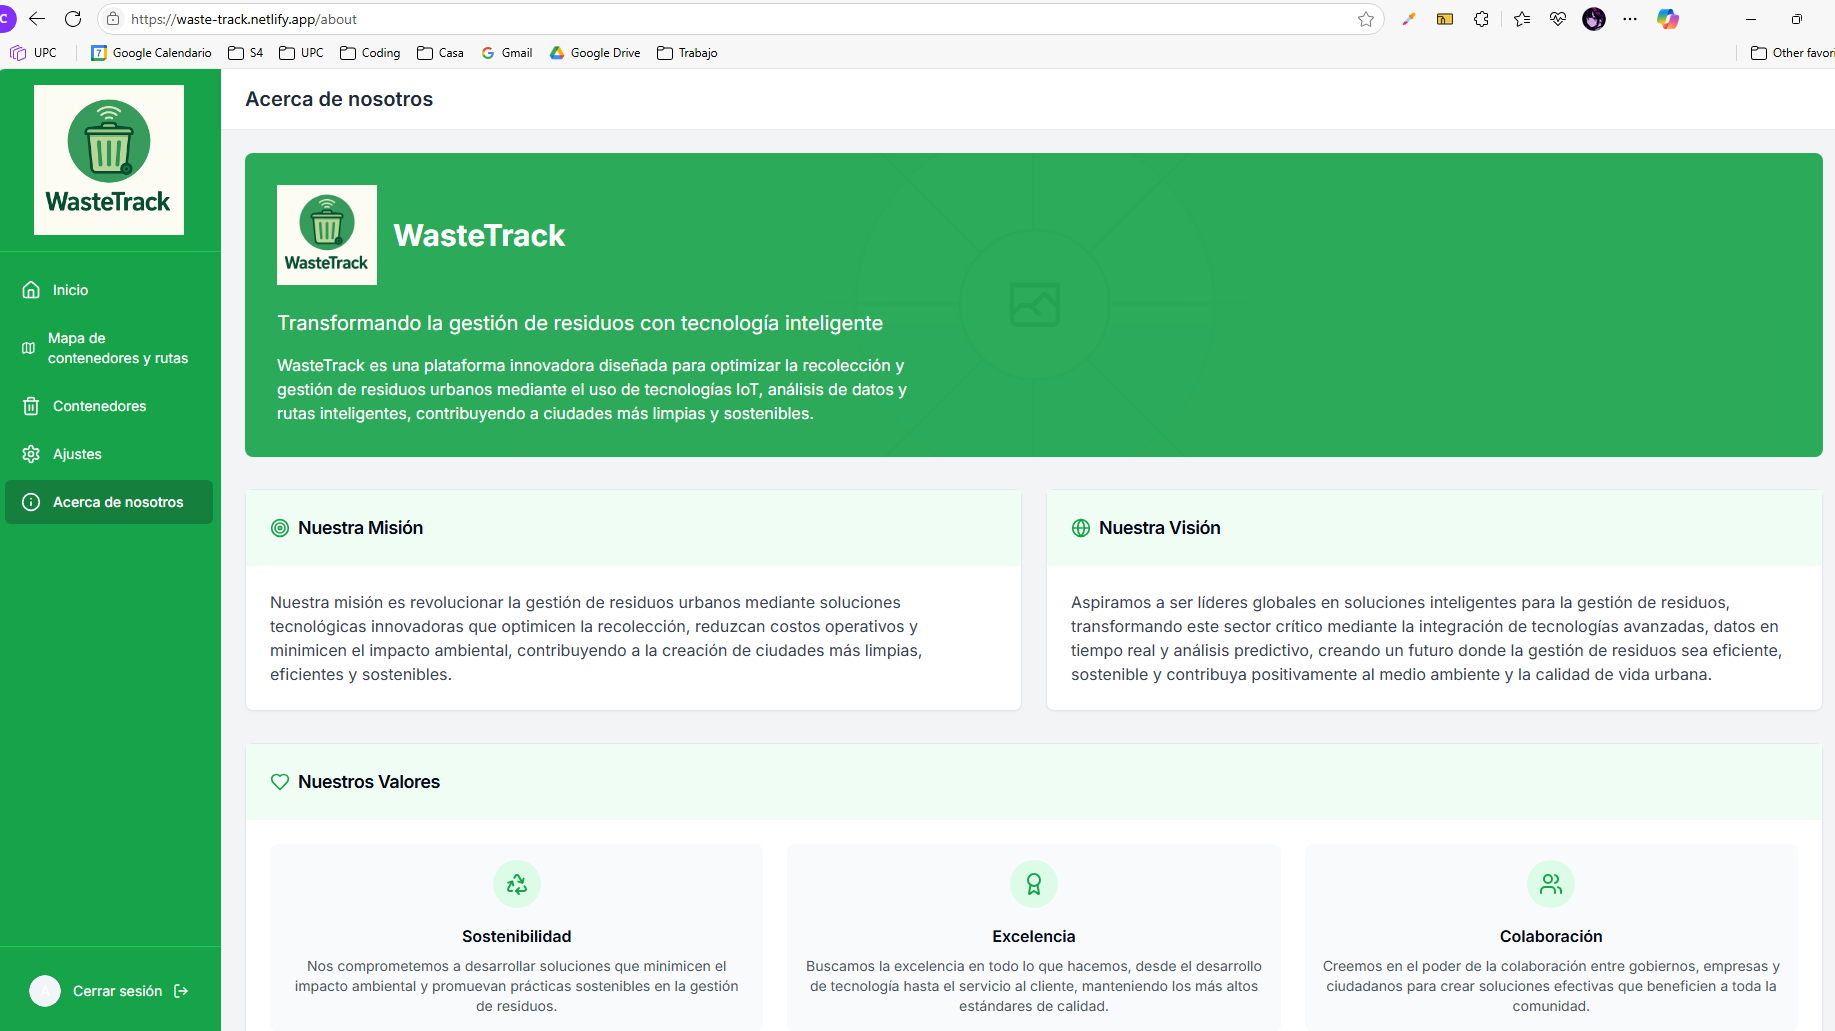 C
https://waste-track.netlify.app/about
UPC
7
Google Calendario
S4
UPC
Coding
Casa
G
Gmail
Google Drive
Trabajo
Other favori
WasteTrack
Inicio
Mapa de
contenedores y rutas
Contenedores
Ajustes
Acerca de nosotros
A
Cerrar sesión
Acerca de nosotros
WasteTrack
WasteTrack
Transformando la gestión de residuos con tecnología inteligente
WasteTrack es una plataforma innovadora diseñada para optimizar la recolección y
gestión de residuos urbanos mediante el uso de tecnologías IoT, análisis de datos y
rutas inteligentes, contribuyendo a ciudades más limpias y sostenibles.
Nuestra Misión
Nuestra misión es revolucionar la gestión de residuos urbanos mediante soluciones
tecnológicas innovadoras que optimicen la recolección, reduzcan costos operativos y
minimicen el impacto ambiental, contribuyendo a la creación de ciudades más limpias,
eficientes y sostenibles.
Nuestra Visión
Aspiramos a ser líderes globales en soluciones inteligentes para la gestión de residuos,
transformando este sector crítico mediante la integración de tecnologías avanzadas, datos en
tiempo real y análisis predictivo, creando un futuro donde la gestión de residuos sea eficiente,
sostenible y contribuya positivamente al medio ambiente y la calidad de vida urbana.
Nuestros Valores
Sostenibilidad
Nos comprometemos a desarrollar soluciones que minimicen el
impacto ambiental y promuevan prácticas sostenibles en la gestión
de residuos.
Excelencia
Buscamos la excelencia en todo lo que hacemos, desde el desarrollo
de tecnología hasta el servicio al cliente, manteniendo los más altos
estándares de calidad.
Colaboración
Creemos en el poder de la colaboración entre gobiernos, empresas y
ciudadanos para crear soluciones efectivas que beneficien a toda la
comunidad.